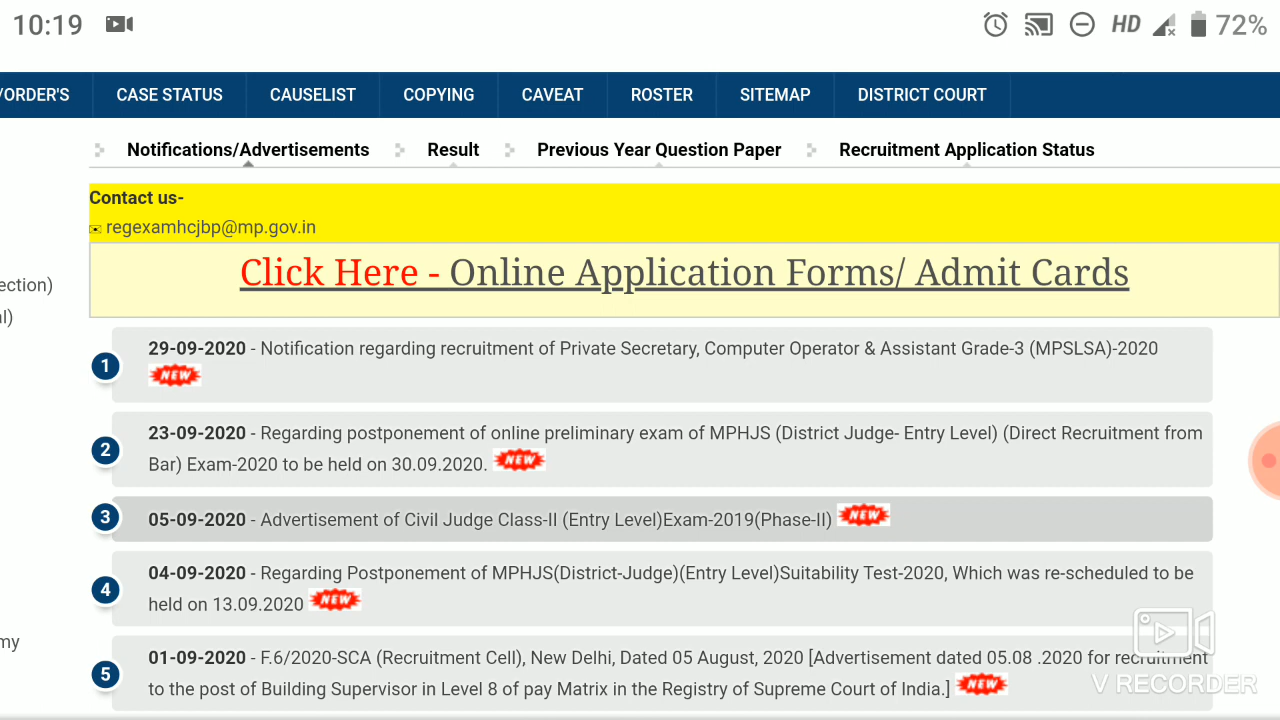 10:19 HD 72%
/ORDER'S CASE STATUS CAUSELIST COPYING CAVEAT ROSTER SITEMAP DISTRICT COURT
Notifications/Advertisements Result Previous Year Question Paper Recruitment Application Status
Contact us-
regexamhcjbp@mp.gov.in
Click Here - Online Application Forms/ Admit Cards
ection)
al)
1 29-09-2020 - Notification regarding recruitment of Private Secretary, Computer Operator & Assistant Grade-3 (MPSLSA)-2020
NEW
2 23-09-2020 - Regarding postponement of online preliminary exam of MPHJS (District Judge- Entry Level) (Direct Recruitment from
Bar) Exam-2020 to be held on 30.09.2020. NEW
3 05-09-2020 - Advertisement of Civil Judge Class-II (Entry Level)Exam-2019(Phase-II) NEW
4 04-09-2020 - Regarding Postponement of MPHJS(District-Judge)(Entry Level)Suitability Test-2020, Which was re-scheduled to be
held on 13.09.2020 NEW
my
5 01-09-2020 - F.6/2020-SCA (Recruitment Cell), New Delhi, Dated 05 August, 2020 [Advertisement dated 05.08 .2020 for recruitment
to the post of Building Supervisor in Level 8 of pay Matrix in the Registry of Supreme Court of India.] NEW
V RECORDER